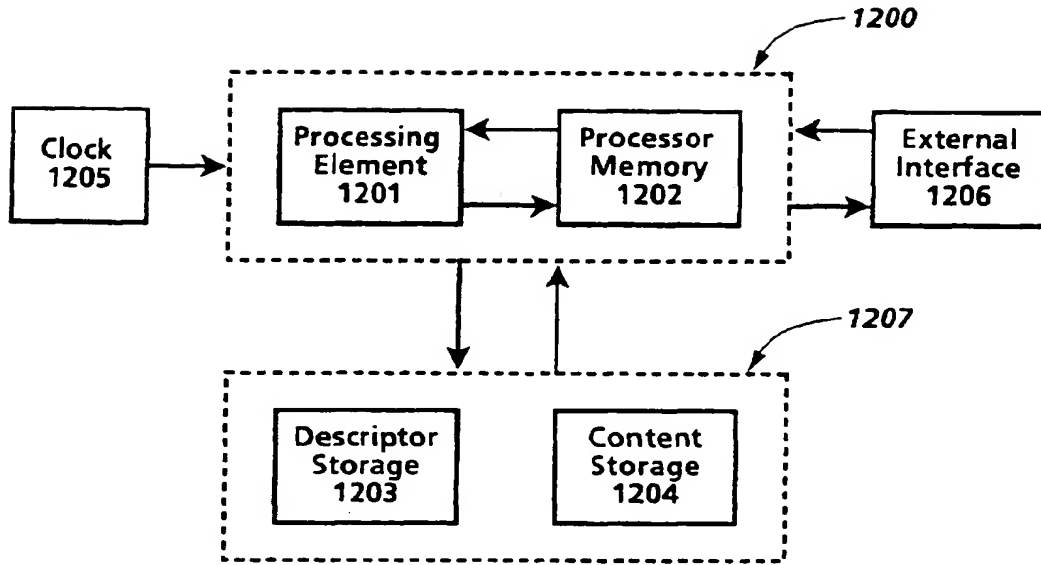 1200
Clock
1205
Processing
Element
1201
Processor
Memory
1202
External
Interface
1206
1207
Descriptor
Storage
1203
Content
Storage
1204